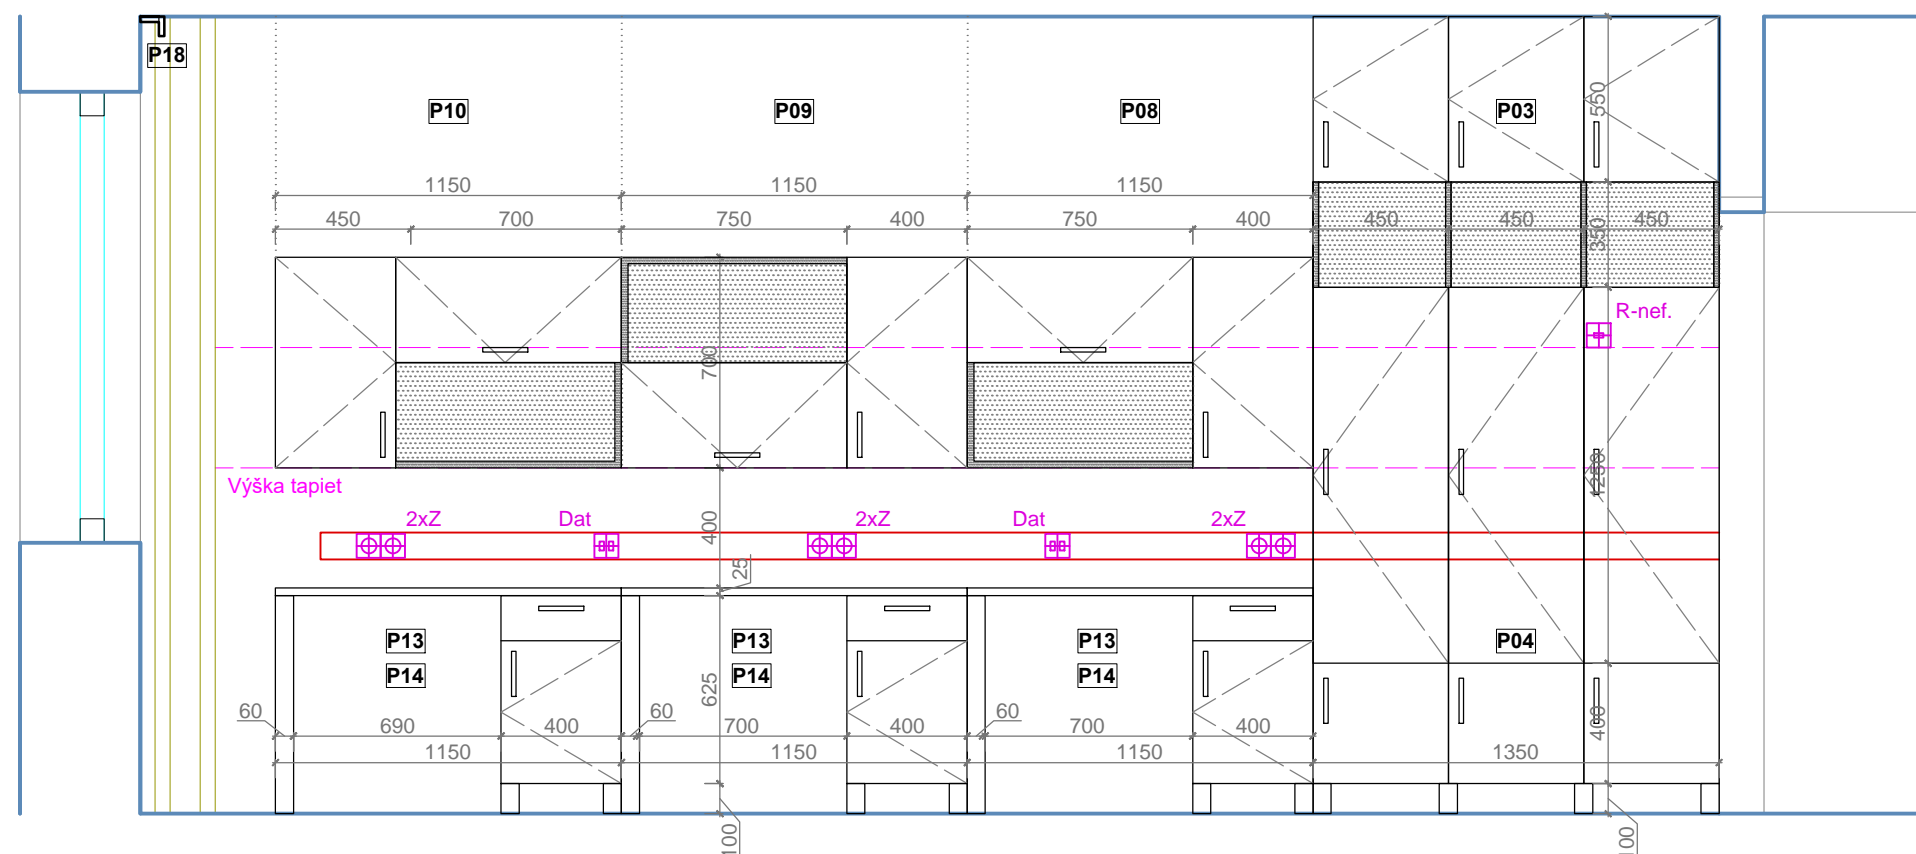 P18
P10 P09 P08 P03
550
1150 1150 1150
450 700 750 400 750 400 450 450 450
350
R-nef.
700
1250
Výška tapiet
2xZ Dat 2xZ Dat 2xZ
400
25
P13 P13 P13 P04
P14 P14 P14
625
60 690 400 60 700 400 60 700 400
400
1150 1150 1150 1350
100 100